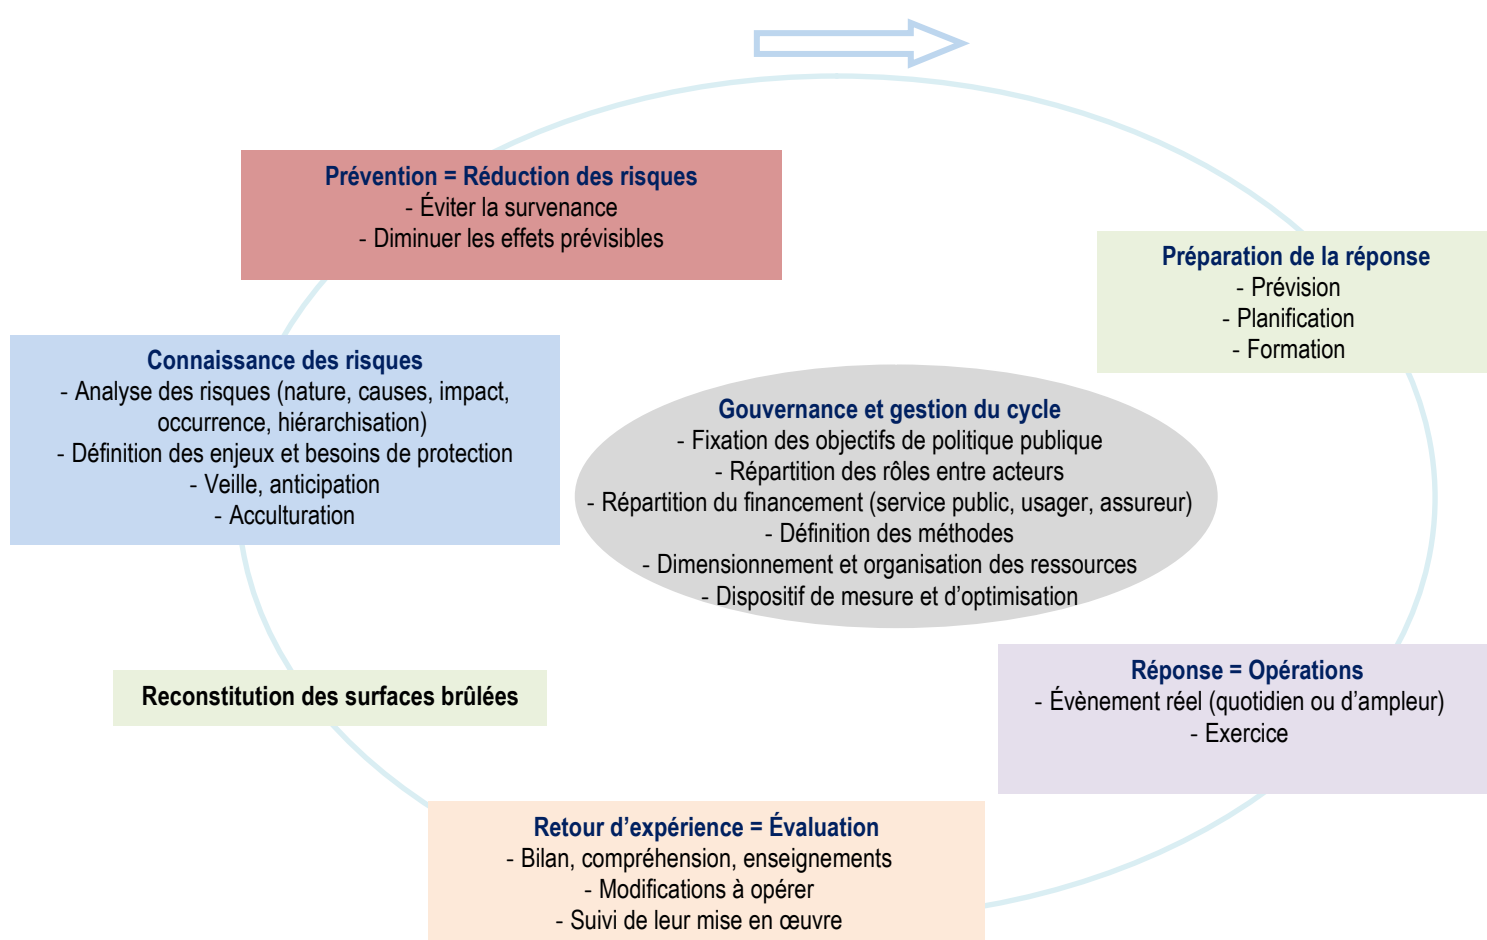 Prévention = Réduction des risques
- Éviter la survenance
- Diminuer les effets prévisibles
Préparation de la réponse
- Prévision
- Planification
- Formation
Connaissance des risques
- Analyse des risques (nature, causes, impact,
occurrence, hiérarchisation)
- Définition des enjeux et besoins de protection
- Veille, anticipation
- Acculturation
Gouvernance et gestion du cycle
- Fixation des objectifs de politique publique
- Répartition des rôles entre acteurs
- Répartition du financement (service public, usager, assureur)
- Définition des méthodes
- Dimensionnement et organisation des ressources
- Dispositif de mesure et d’optimisation
Réponse = Opérations
- Évènement réel (quotidien ou d’ampleur)
- Exercice
Reconstitution des surfaces brûlées
Retour d’expérience = Évaluation
- Bilan, compréhension, enseignements
- Modifications à opérer
- Suivi de leur mise en œuvre